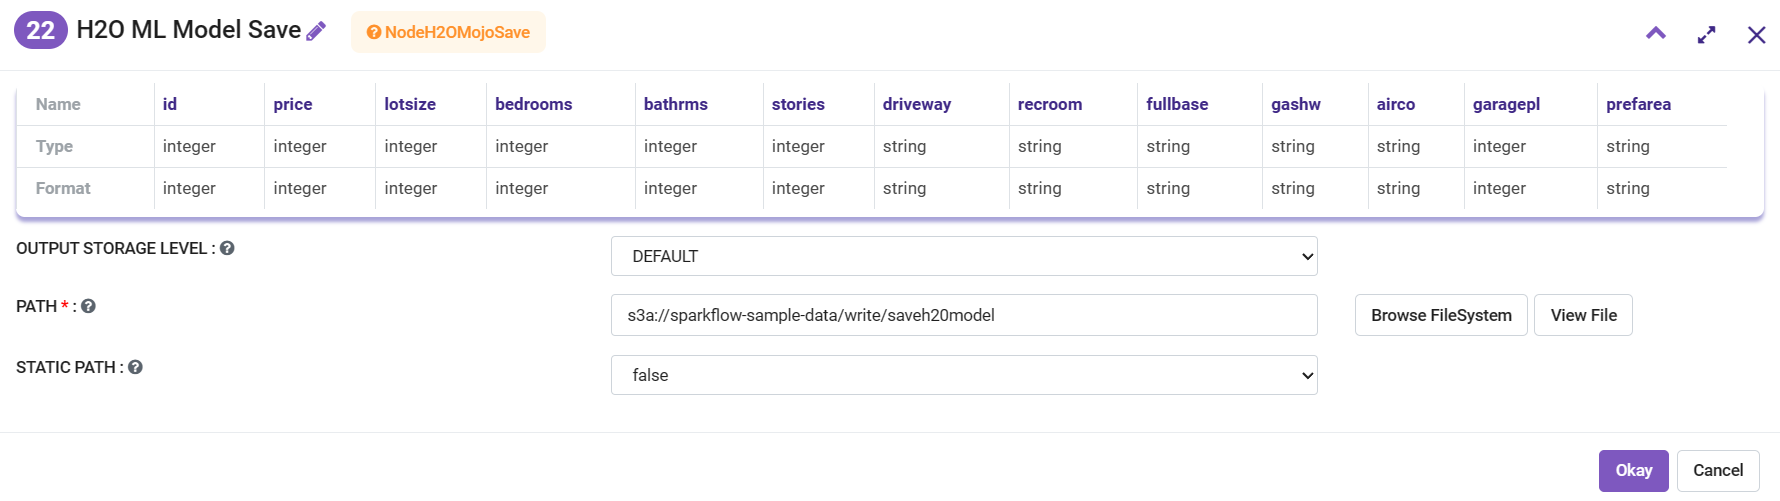 22 H2O ML Model Save NodeH2OMojoSave
Name id price lotsize bedrooms bathrms stories driveway recroom fullbase gashw airco garagepl prefarea
Type integer integer integer integer integer integer string string string string string integer string
Format integer integer integer integer integer integer string string string string string integer string
OUTPUT STORAGE LEVEL : DEFAULT
PATH * : s3a://sparkflow-sample-data/write/saveh20model Browse FileSystem View File
STATIC PATH : false
Okay Cancel